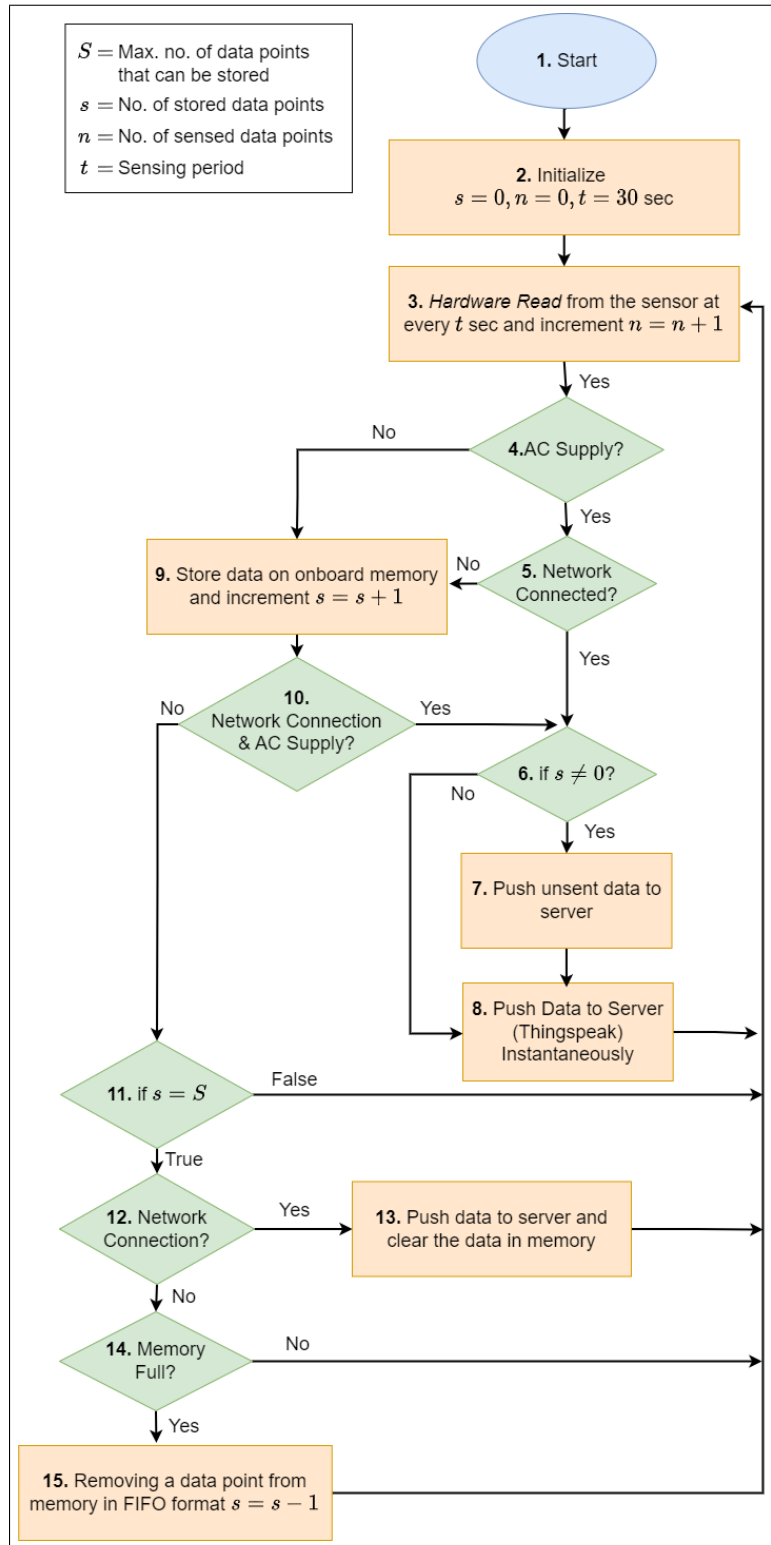 S = Max. no. of data points
that can be stored
s = No. of stored data points
n = No. of sensed data points
t = Sensing period
1. Start
2. Initialize
s = 0, n = 0, t = 30 sec
3. Hardware Read from the sensor at
every t sec and increment n = n + 1
Yes
No
4.AC Supply?
Yes
9. Store data on onboard memory
and increment s = s + 1
No
5. Network
Connected?
Yes
10.
Network Connection
& AC Supply?
No
Yes
6. if s ≠ 0?
No
Yes
7. Push unsent data to
server
8. Push Data to Server
(Thingspeak)
Instantaneously
11. if s = S
False
True
12. Network
Connection?
Yes
13. Push data to server and
clear the data in memory
No
14. Memory
Full?
No
Yes
15. Removing a data point from
memory in FIFO format s = s − 1